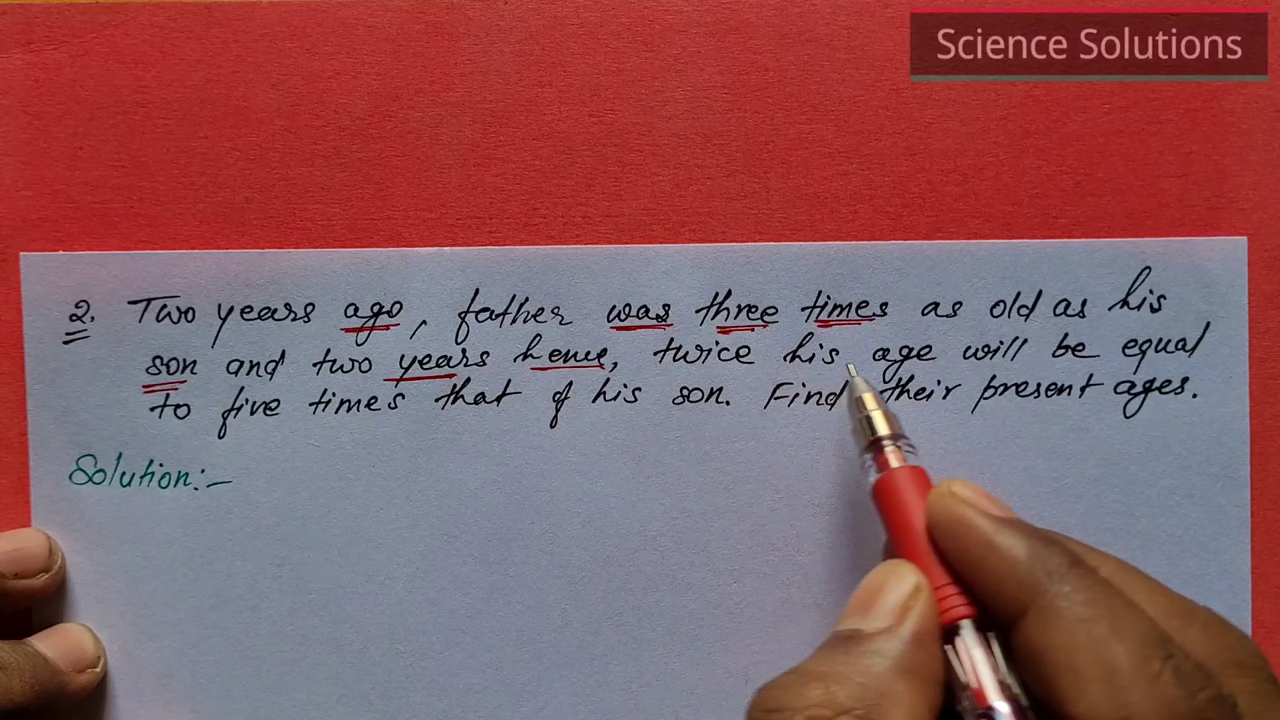 Science Solutions
2. Two years ago, father was three times as old as his
son and two years hence, twice his age will be equal
to five times that of his son. Find their present ages.
Solution:-